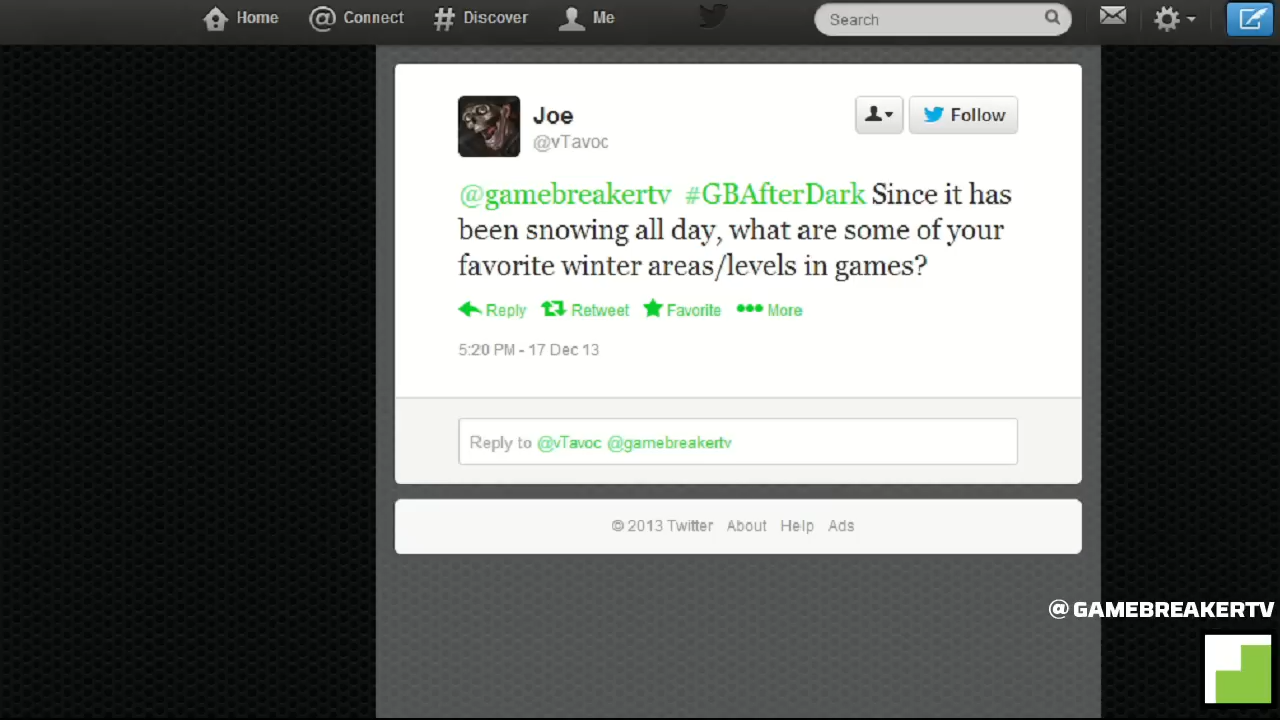 Home @ Connect # Discover Me Search
Joe
@vTavoc
Follow
@gamebreakertv #GBAfterDark Since it has
been snowing all day, what are some of your
favorite winter areas/levels in games?
Reply Retweet Favorite More
5:20 PM - 17 Dec 13
Reply to @vTavoc @gamebreakertv
© 2013 Twitter About Help Ads
@GAMEBREAKERTV